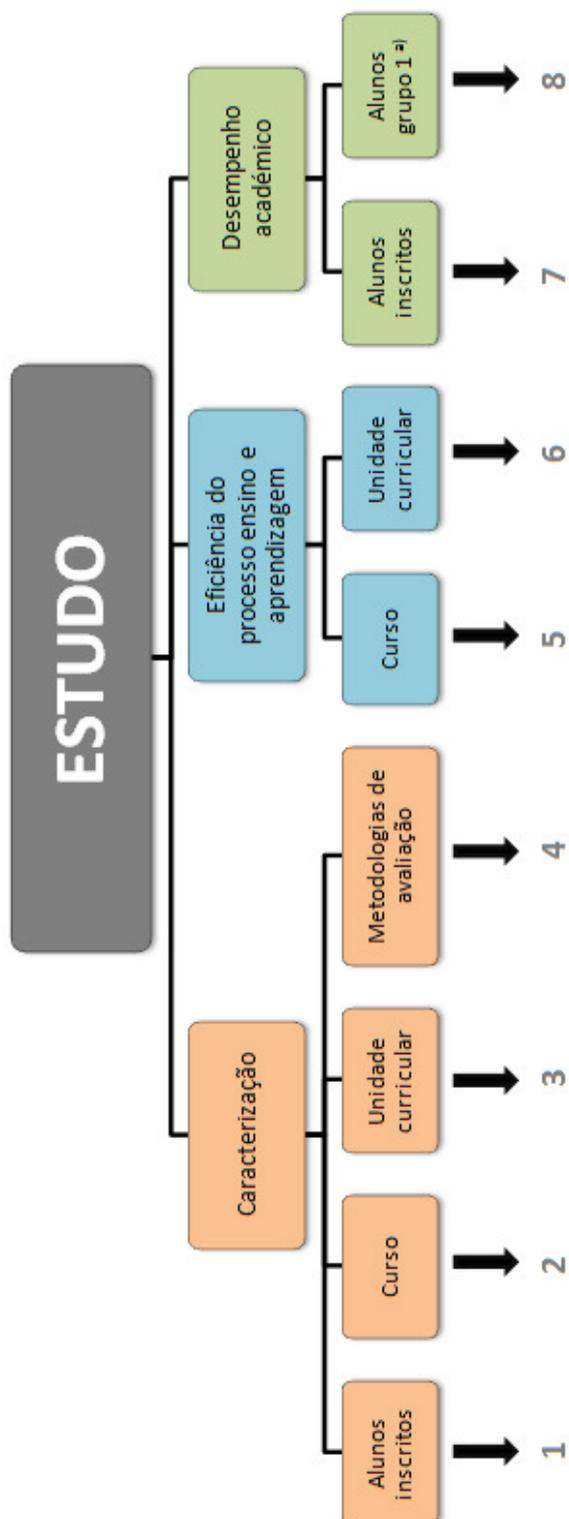 ESTUDO
Caracterização
Eficiência do
processo ensino e
aprendizagem
Desempenho
académico
Alunos
inscritos
Curso
Unidade
curricular
Metodologias de
avaliação
Curso
Unidade
curricular
Alunos
inscritos
Alunos
grupo 1 a)
1
2
3
4
5
6
7
8